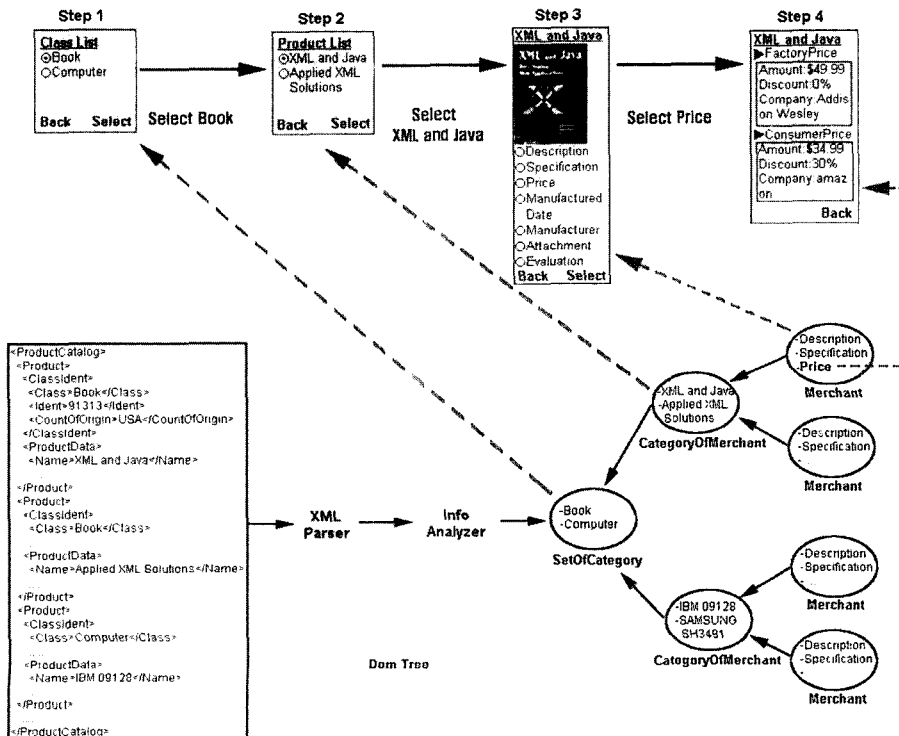 Step 1
Class List
Book
Computer
Back Select
Select Book
Step 2
Product List
XML and Java
Applied XML
Solutions
Back Select
Select
XML and Java
Step 3
XML and Java
XML and Java
Description
Specification
Price
Manufactured
Date
Manufacturer
Attachment
Evaluation
Back Select
Select Price
Step 4
XML and Java
FactoryPrice
Amount:$49.99
Discount:0%
Company:Addis
on Wesley
ConsumerPrice
Amount:$34.99
Discount:30%
Company:amaz
on
Back
<ProductCatalog>
<Product>
<ClassIdent>
<Class>Book</Class>
<Ident>91313</Ident>
<CountOfOrigin>USA</CountOfOrigin>
</ClassIdent>
<ProductData>
<Name>XML and Java</Name>
</Product>
<Product>
<ClassIdent>
<Class>Book</Class>
<ProductData>
<Name>Applied XML Solutions</Name>
....
</Product>
<Product>
<ClassIdent>
<Class>Computer</Class>
.....
<ProductData>
<Name>IBM 09128</Name>
</Product>
....
</ProductCatalog>
XML
Parser
Info
Analyzer
-Book
-Computer
SetOfCategory
-XML and Java
-Applied XML
Solutions
CategoryOfMerchant
-Description
-Specification
-Price
Merchant
-Description
-Specification
Merchant
-IBM 09128
-SAMSUNG
SH3481
CategoryOfMerchant
-Description
-Specification
Merchant
-Description
-Specification
Merchant
Dom Tree